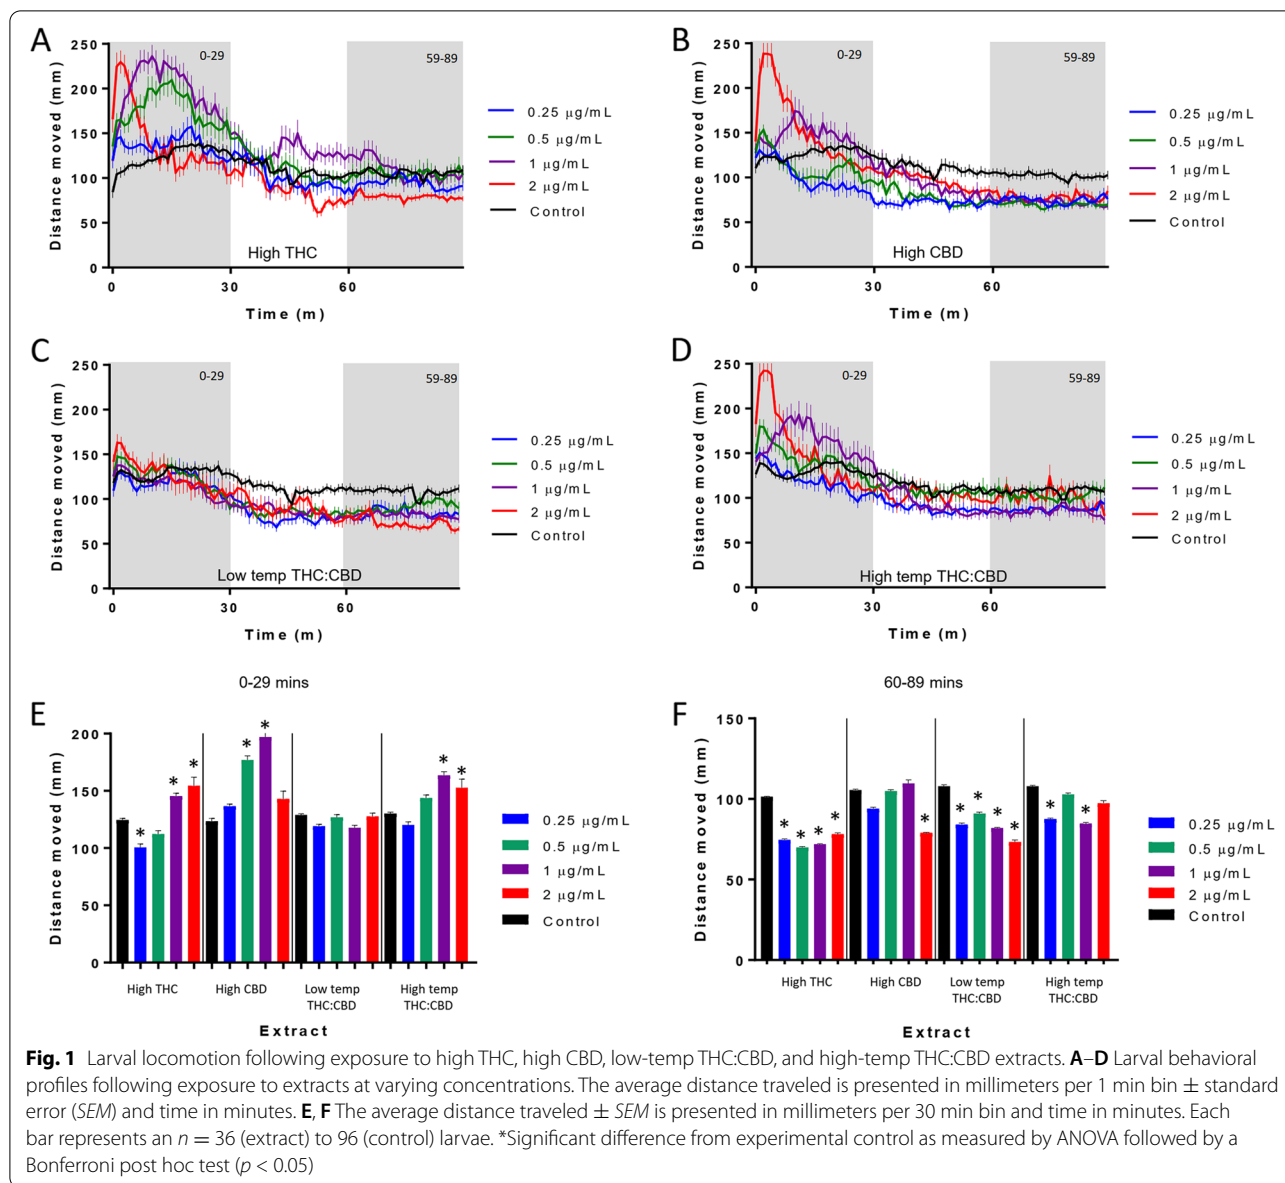 A
250
200
150
100
50
0
Distance moved (mm)
0-29
59-89
High THC
0
30
60
Time (m)
0.25 µg/mL
0.5 µg/mL
1 µg/mL
2 µg/mL
Control
B
250
200
150
100
50
0
Distance moved (mm)
0-29
59-89
High CBD
0
30
60
Time (m)
0.25 µg/mL
0.5 µg/mL
1 µg/mL
2 µg/mL
Control
C
250
200
150
100
50
0
Distance moved (mm)
0-29
59-89
Low temp THC:CBD
0
30
60
Time (m)
0.25 µg/mL
0.5 µg/mL
1 µg/mL
2 µg/mL
Control
D
250
200
150
100
50
0
Distance moved (mm)
0-29
59-89
High temp THC:CBD
0
30
60
Time (m)
0.25 µg/mL
0.5 µg/mL
1 µg/mL
2 µg/mL
Control
0-29 mins
E
200
150
100
50
0
Distance moved (mm)
* * * * * * *
High THC
High CBD
Low temp
THC:CBD
High temp
THC:CBD
Extract
0.25 µg/mL
0.5 µg/mL
1 µg/mL
2 µg/mL
Control
60-89 mins
F
150
100
50
0
Distance moved (mm)
* * * * * * * * * * *
High THC
High CBD
Low temp
THC:CBD
High temp
THC:CBD
Extract
0.25 µg/mL
0.5 µg/mL
1 µg/mL
2 µg/mL
Control
Fig. 1 Larval locomotion following exposure to high THC, high CBD, low-temp THC:CBD, and high-temp THC:CBD extracts. A–D Larval behavioral
profiles following exposure to extracts at varying concentrations. The average distance traveled is presented in millimeters per 1 min bin ± standard
error (SEM) and time in minutes. E, F The average distance traveled ± SEM is presented in millimeters per 30 min bin and time in minutes. Each
bar represents an n = 36 (extract) to 96 (control) larvae. *Significant difference from experimental control as measured by ANOVA followed by a
Bonferroni post hoc test (p < 0.05)